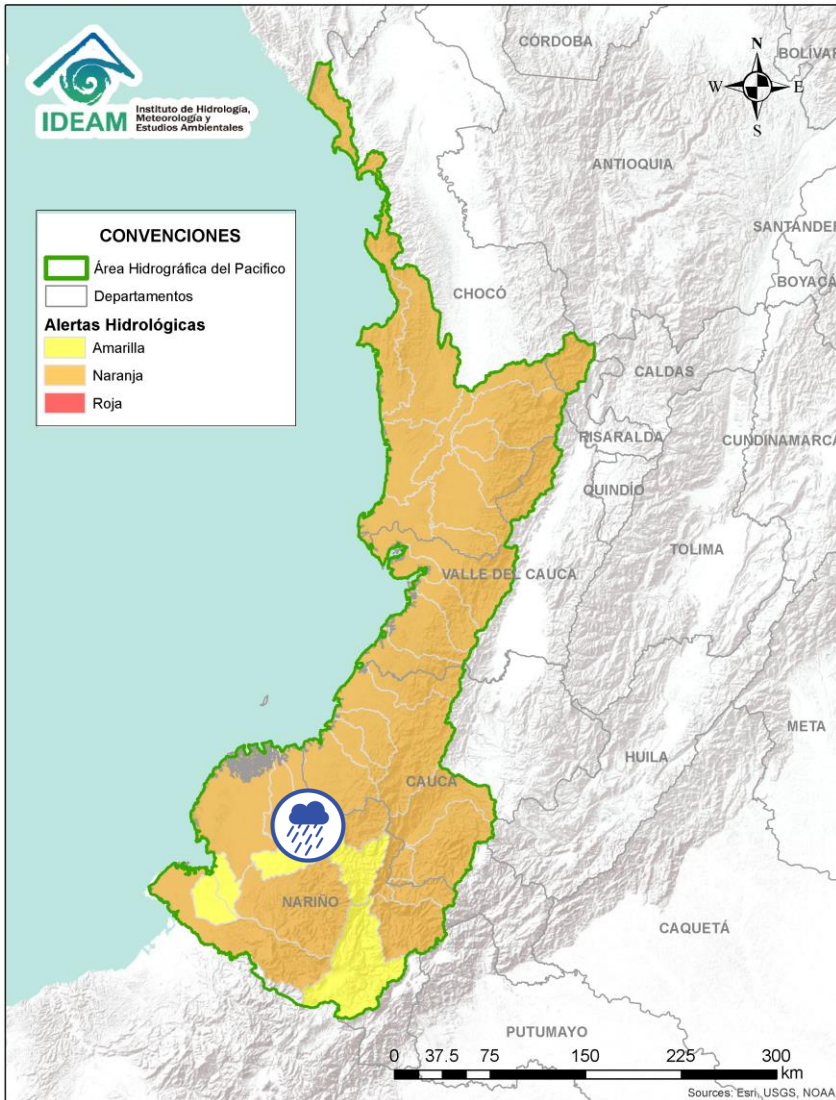 IDEAM
Instituto de Hidrología,
Meteorología y
Estudios Ambientales
N
W
E
S
CÓRDOBA
BOLÍVAR
ANTIOQUIA
SANTANDER
BOYACÁ
CHOCÓ
CALDAS
RISARALDA
CUNDINAMARCA
QUINDÍO
TOLIMA
VALLE DEL CAUCA
META
HUILA
CAUCA
NARIÑO
CAQUETÁ
PUTUMAYO
CONVENCIONES
Área Hidrográfica del Pacifico
Departamentos
Alertas Hidrológicas
Amarilla
Naranja
Roja
0 37.5 75 150 225 300
km
Sources: Esri, USGS, NOAA